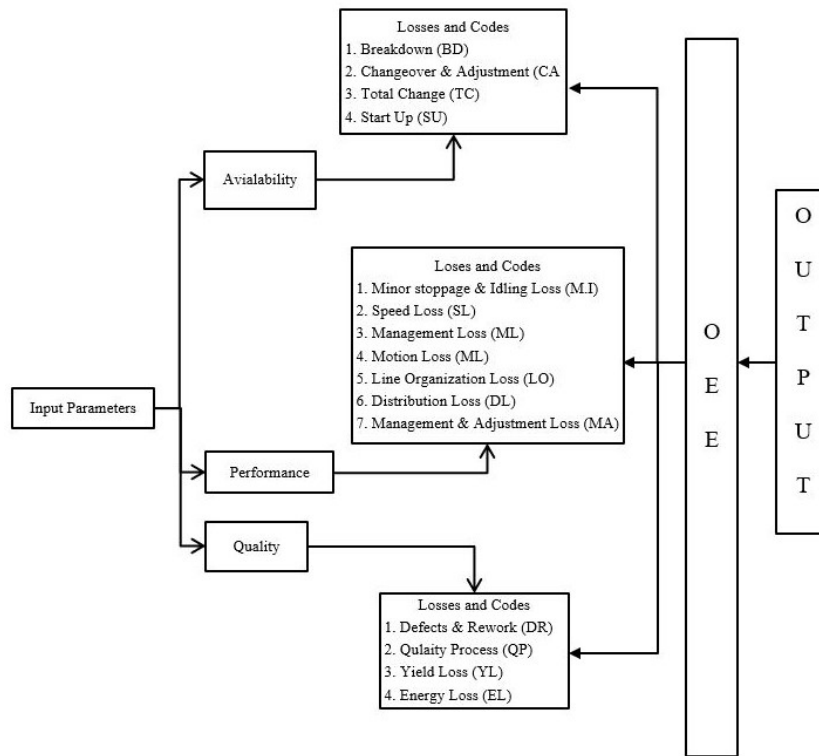 Losses and Codes
1. Breakdown (BD)
2. Changeover & Adjustment (CA
3. Total Change (TC)
4. Start Up (SU)
Avialability
Loses and Codes
1. Minor stoppage & Idling Loss (M.I)
2. Speed Loss (SL)
3. Management Loss (ML)
4. Motion Loss (ML)
5. Line Organization Loss (LO)
6. Distribution Loss (DL)
7. Management & Adjustment Loss (MA)
Input Parameters
Performance
Quality
Losses and Codes
1. Defects & Rework (DR)
2. Qulaity Process (QP)
3. Yield Loss (YL)
4. Energy Loss (EL)
O
E
E
O
U
T
P
U
T